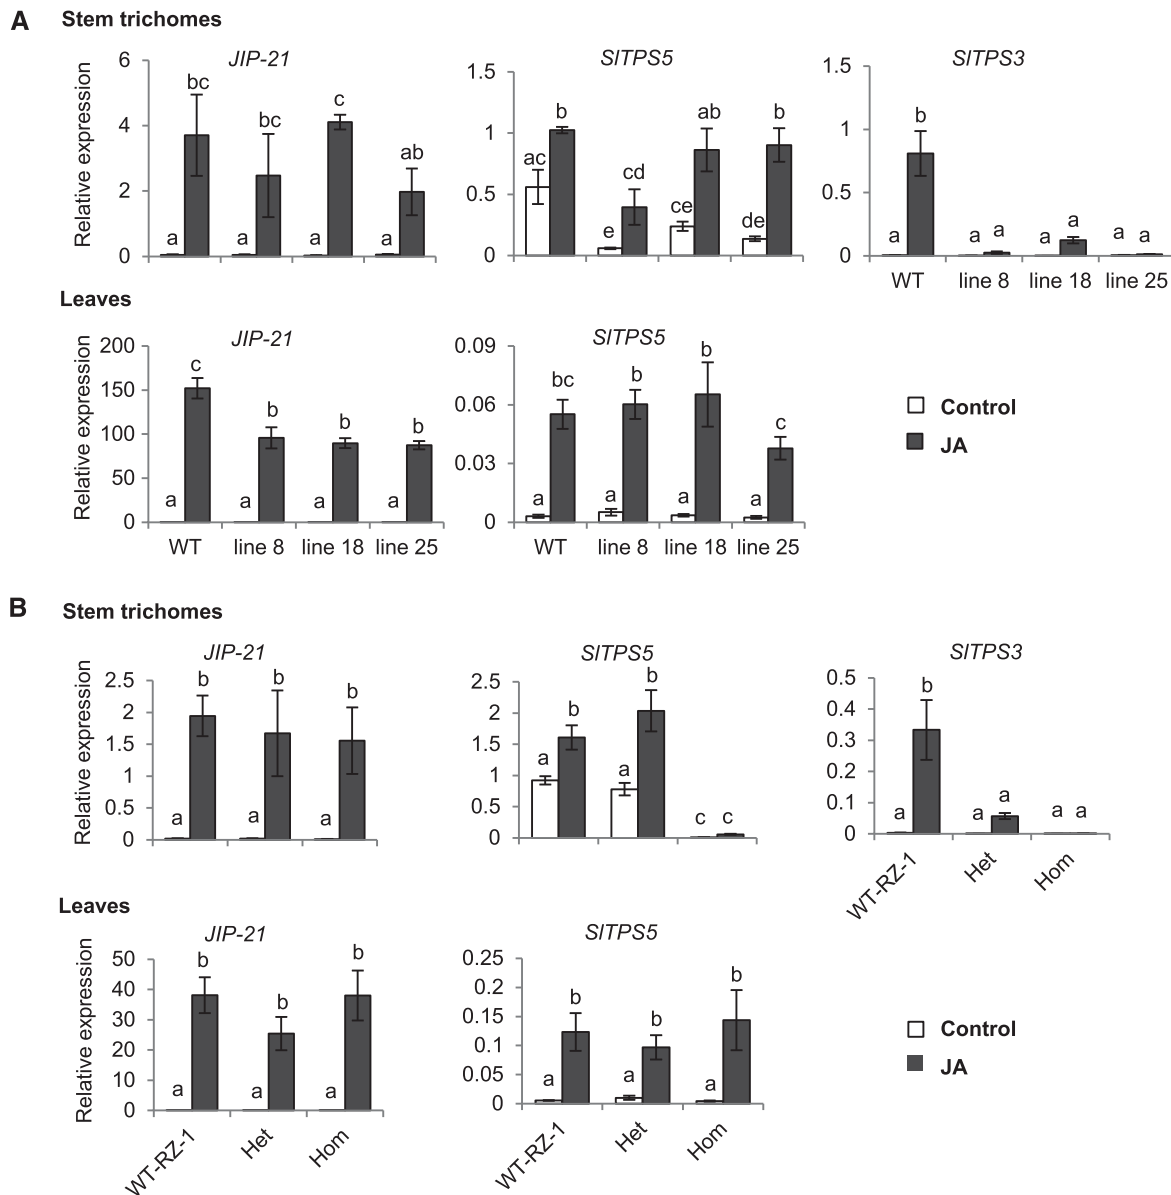 A Stem trichomes
JIP-21
SlTPS5
SlTPS3
Relative expression
6
4
2
0
a bc a bc a c a ab
1.5
1
0.5
0
ac b e cd ce ab de b
1.5
1
0.5
0
a b a a a a a a
WT line 8 line 18 line 25
Leaves
JIP-21
SlTPS5
Relative expression
200
150
100
50
0
a c a b a b a b
WT line 8 line 18 line 25
0.09
0.06
0.03
0
a bc a b a b a c
WT line 8 line 18 line 25
Control
JA
B Stem trichomes
JIP-21
SlTPS5
SlTPS3
Relative expression
2.5
2
1.5
1
0.5
0
a b a b a b
2.5
2
1.5
1
0.5
0
a b a b c c
0.5
0.4
0.3
0.2
0.1
0
a b a a a a
WT-RZ-1 Het Hom
Leaves
JIP-21
SlTPS5
Relative expression
50
40
30
20
10
0
a b a b a b
WT-RZ-1 Het Hom
0.25
0.2
0.15
0.1
0.05
0
a b a b a b
WT-RZ-1 Het Hom
Control
JA